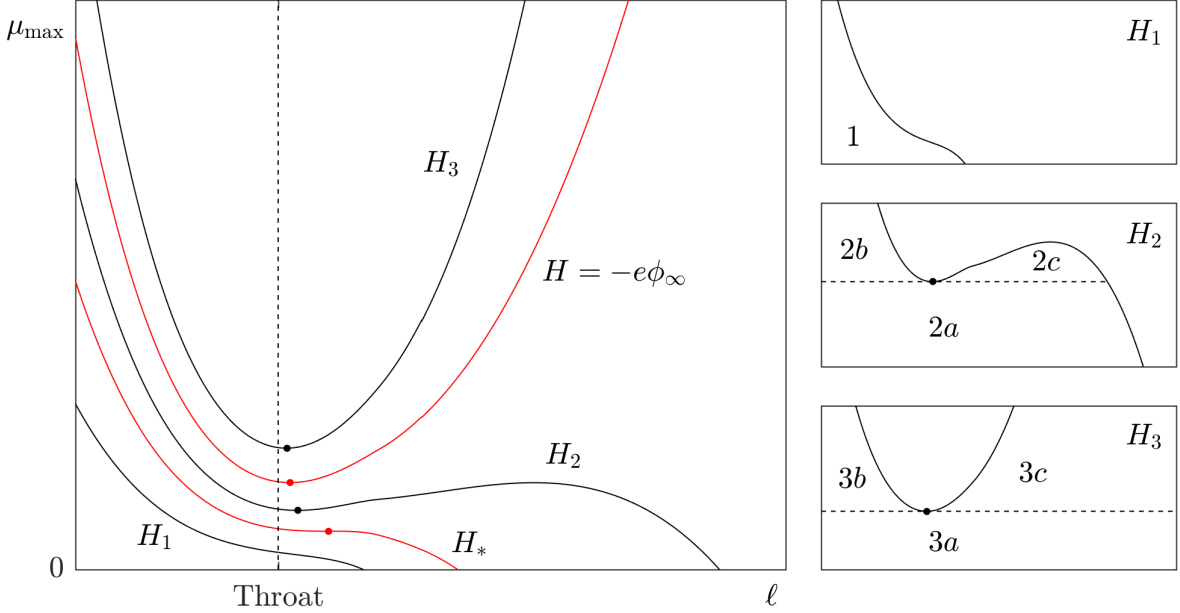 μmax
H3
H = −eϕ∞
H2
H1
H*
0
Throat
ℓ
H1
1
H2
2b
2c
2a
H3
3b
3c
3a